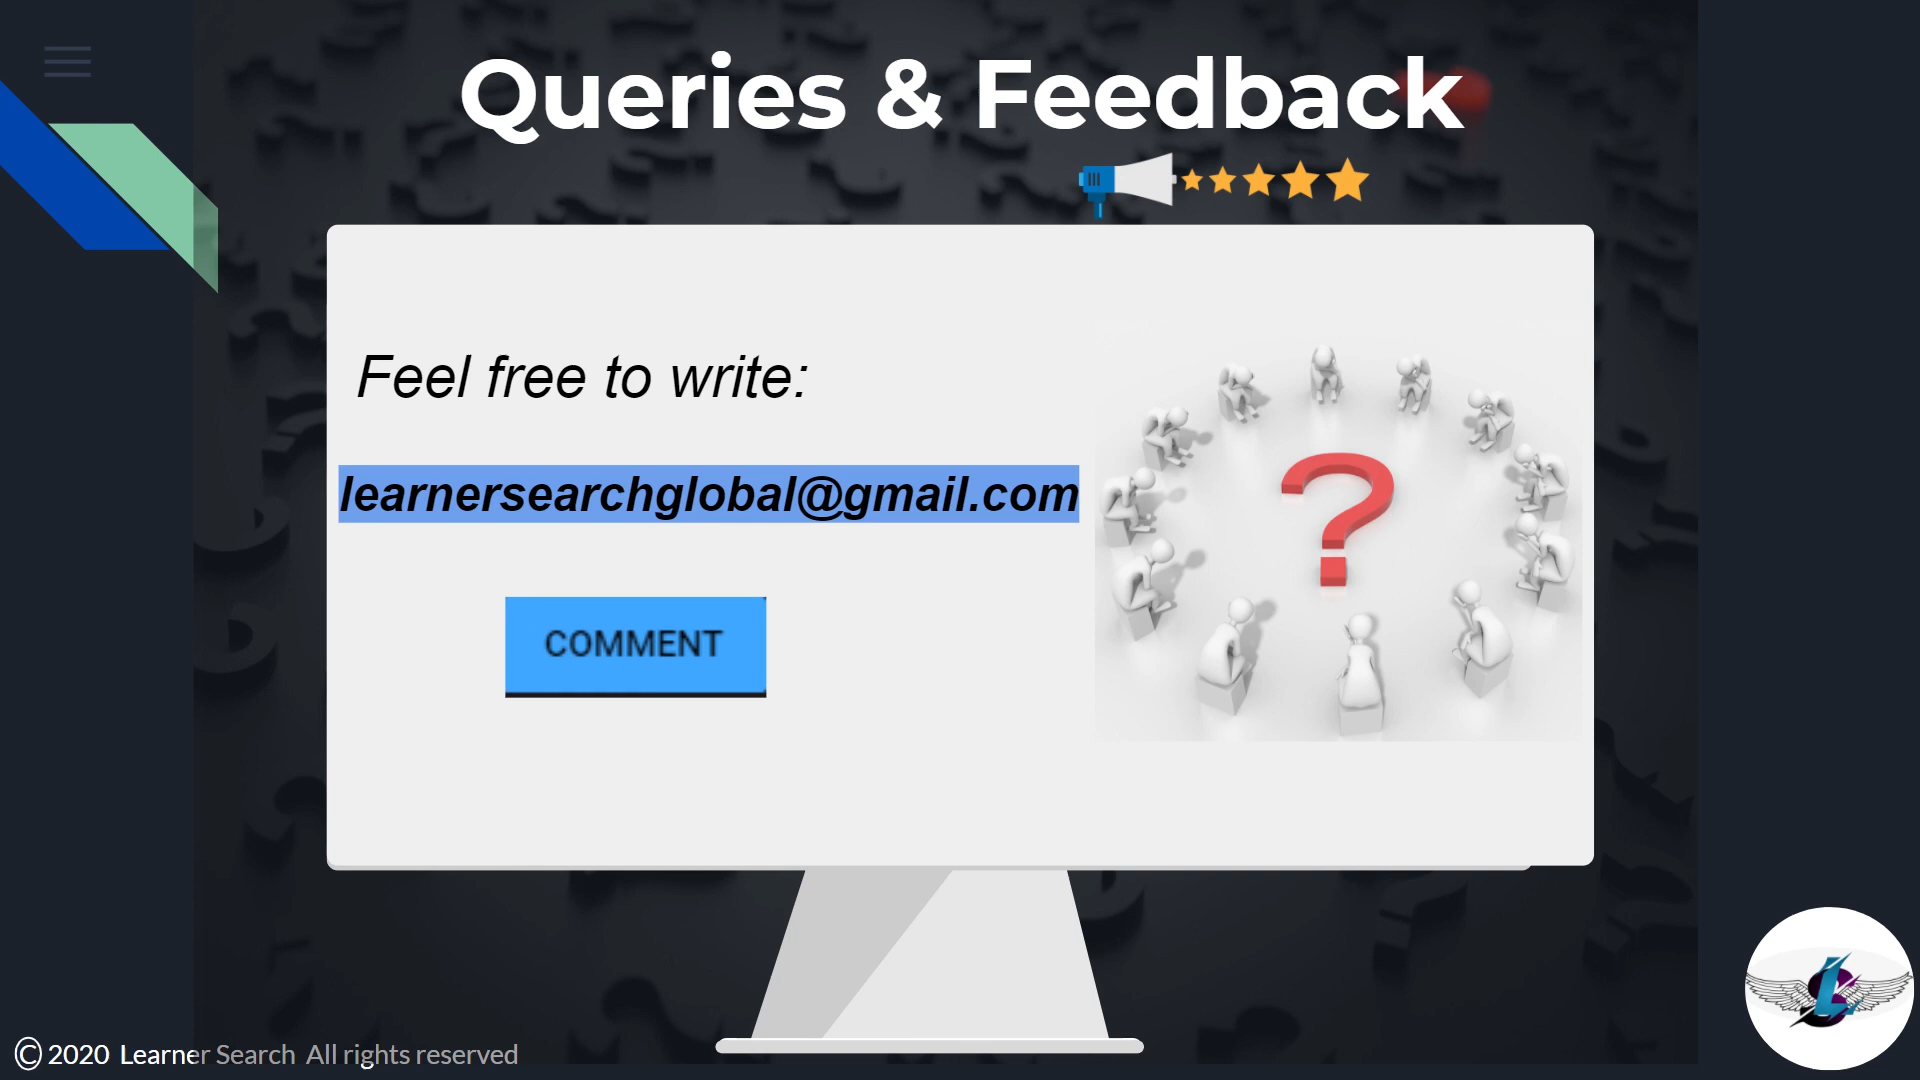 Queries & Feedback
Feel free to write:
learnersearchglobal@gmail.com
COMMENT
© 2020 Learner Search All rights reserved